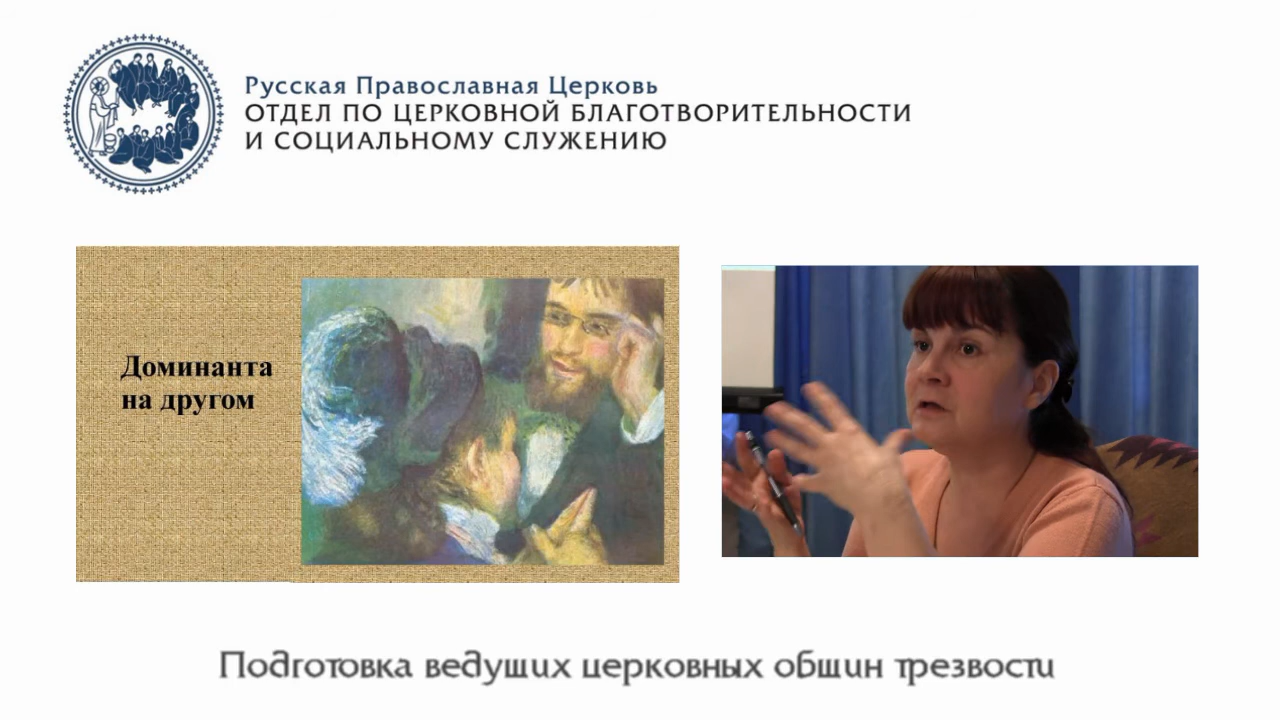 Русская Православная Церковь
ОТДЕЛ ПО ЦЕРКОВНОЙ БЛАГОТВОРИТЕЛЬНОСТИ
И СОЦИАЛЬНОМУ СЛУЖЕНИЮ
Доминанта
на другом
Подготовка ведущих церковных общин трезвости